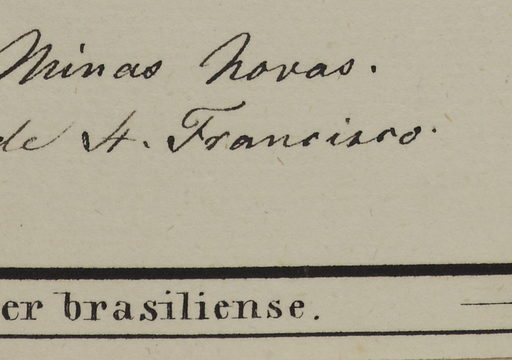 Minas Novas.
de S. Francisco.
er brasiliense.